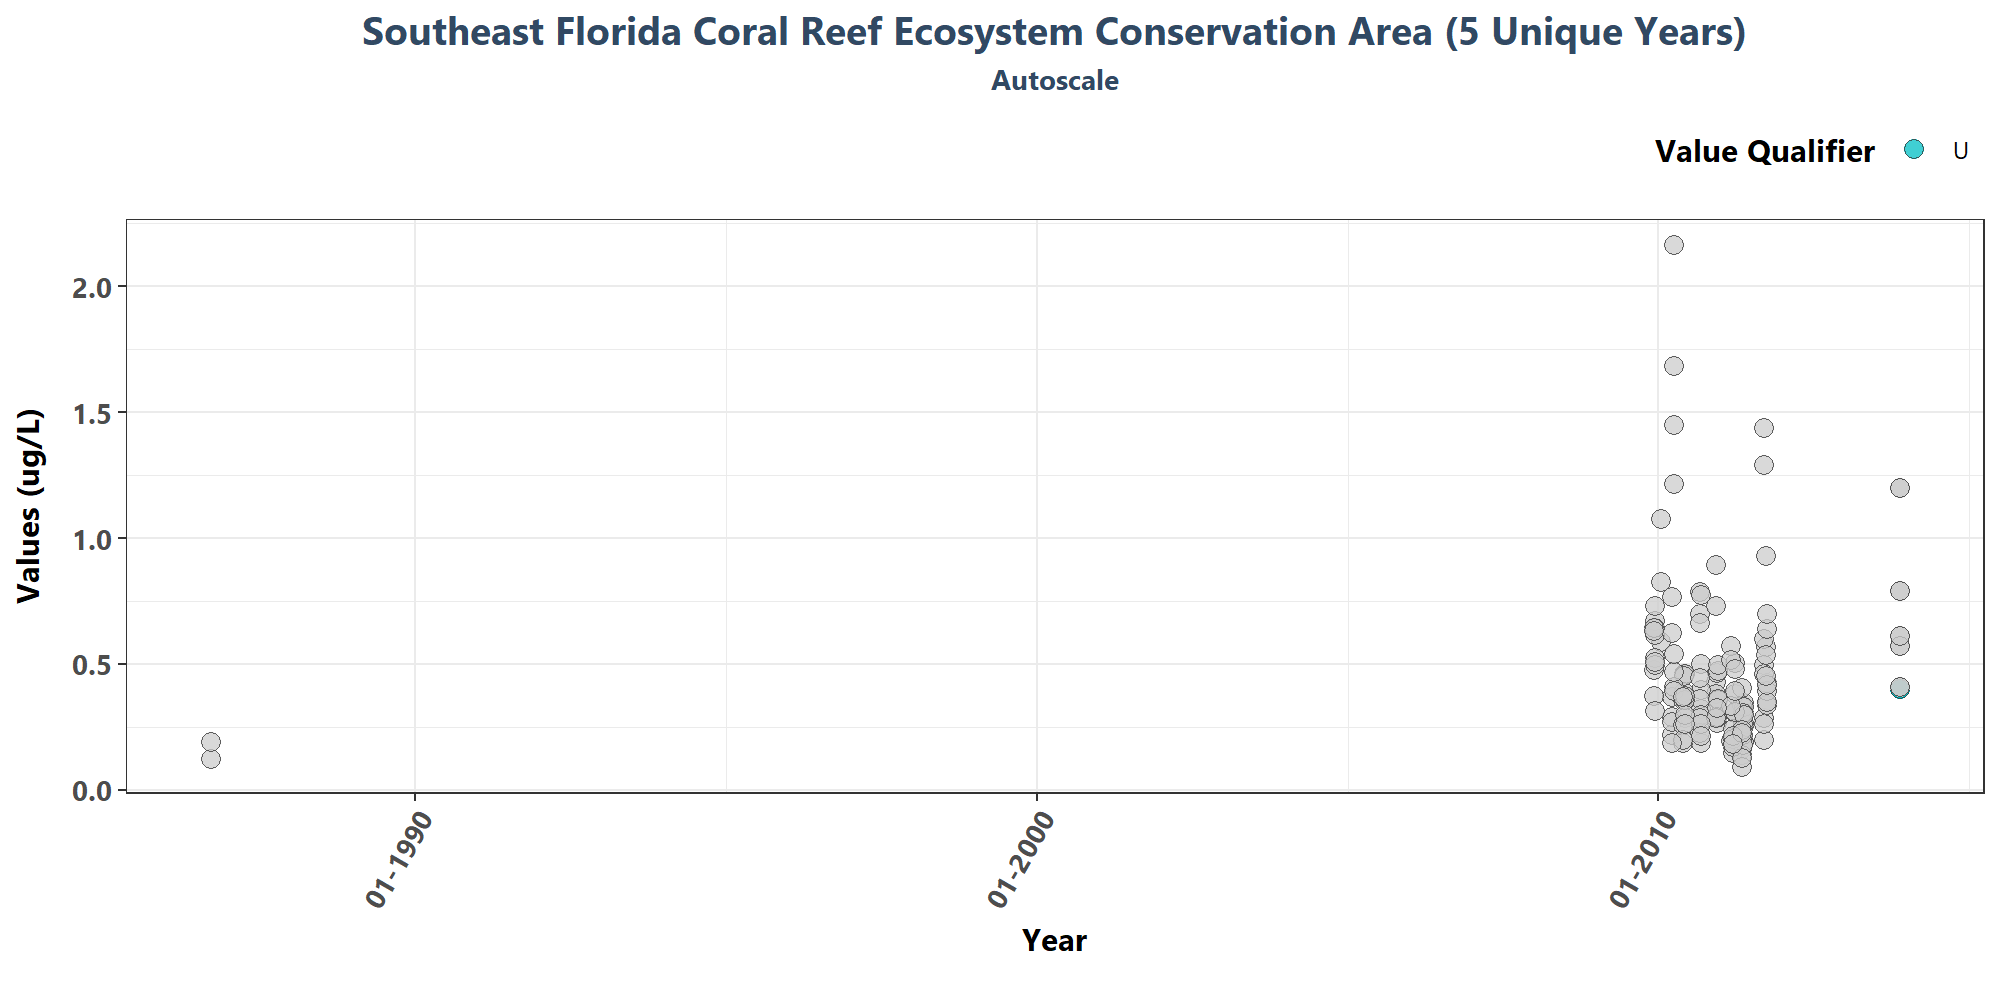 Southeast Florida Coral Reef Ecosystem Conservation Area (5 Unique Years)
Autoscale
Value Qualifier U
Values (ug/L)
2.0
1.5
1.0
0.5
0.0
01-1990 01-2000 01-2010
Year